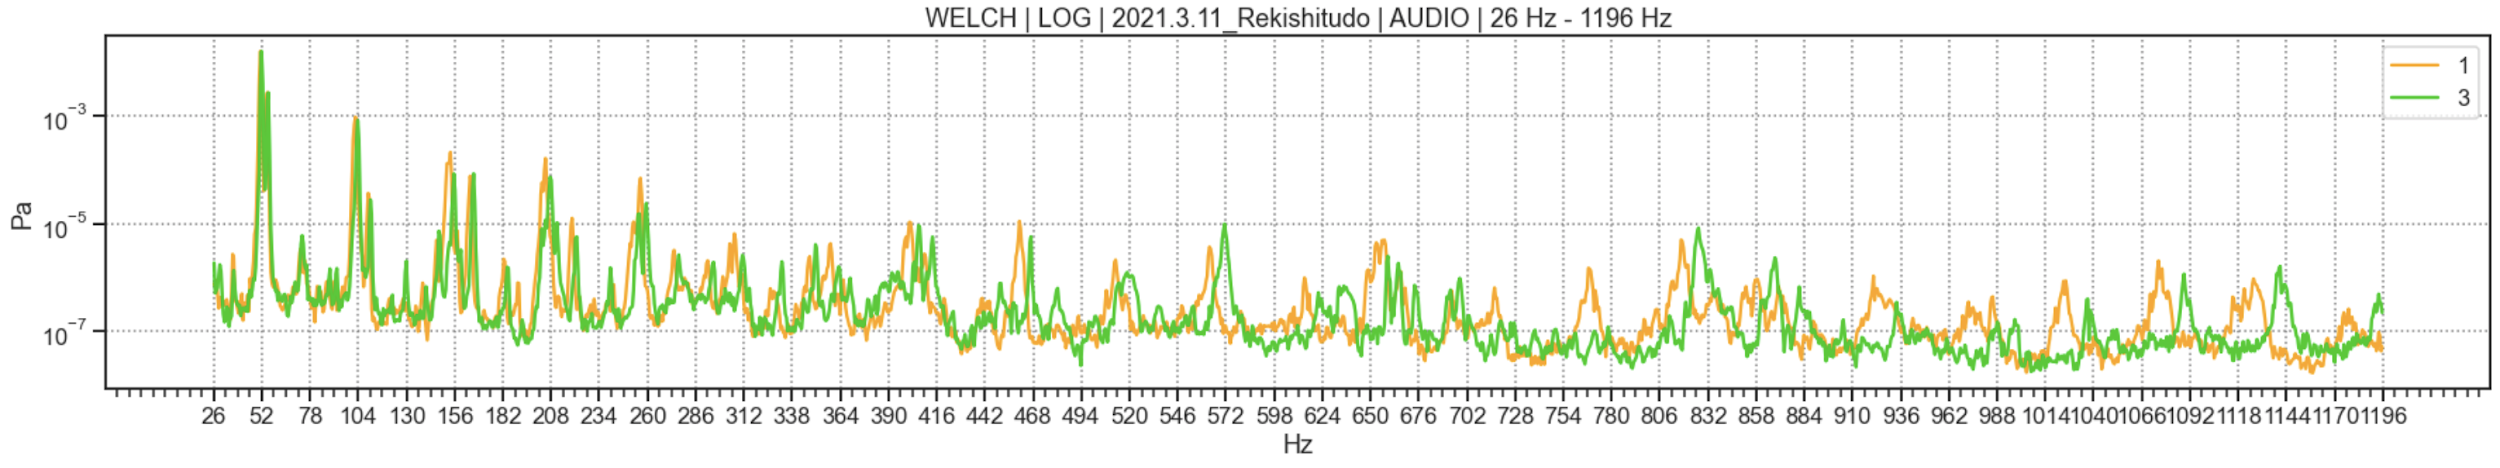 WELCH | LOG | 2021.3.11_Rekishitudo | AUDIO | 26 Hz - 1196 Hz
1
3
Pa
10⁻³
10⁻⁵
10⁻⁷
26 52 78 104 130 156 182 208 234 260 286 312 338 364 390 416 442 468 494 520 546 572 598 624 650 676 702 728 754 780 806 832 858 884 910 936 962 988 1014 1040 1066 1092 1118 1144 1170 1196
Hz